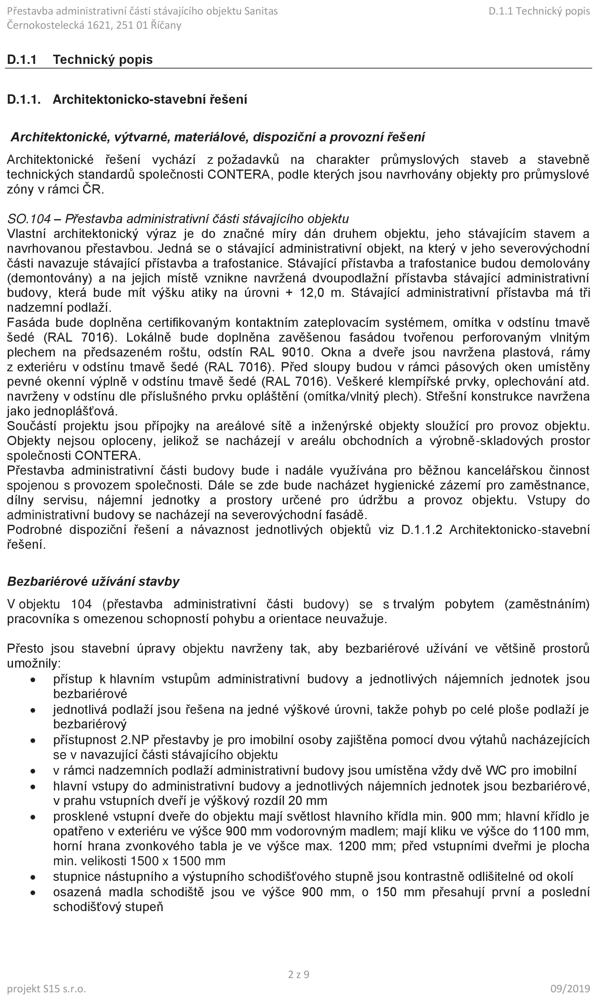 Přestavba administrativní části stávajícího objektu Sanitas D.1.1 Technický popis
Černokostelecká 1621, 251 01 Říčany
D.1.1 Technický popis
D.1.1. Architektonicko-stavební řešení
Architektonické, výtvarné, materiálové, dispoziční a provozní řešení
Architektonické řešení vychází z požadavků na charakter průmyslových staveb a stavebně
technických standardů společnosti CONTERA, podle kterých jsou navrhovány objekty pro průmyslové
zóny v rámci ČR.
SO.104 – Přestavba administrativní části stávajícího objektu
Vlastní architektonický výraz je do značné míry dán druhem objektu, jeho stávajícím stavem a
navrhovanou přestavbou. Jedná se o stávající administrativní objekt, na který v jeho severovýchodní
části navazuje stávající přístavba a trafostanice. Stávající přístavba a trafostanice budou demolovány
(demontovány) a na jejich místě vznikne navržená dvoupodlažní přístavba stávající administrativní
budovy, která bude mít výšku atiky na úrovni + 12,0 m. Stávající administrativní přístavba má tři
nadzemní podlaží.
Fasáda bude doplněna certifikovaným kontaktním zateplovacím systémem, omítka v odstínu tmavě
šedé (RAL 7016). Lokálně bude doplněna zavěšenou fasádou tvořenou perforovaným vlnitým
plechem na předsazeném roštu, odstín RAL 9010. Okna a dveře jsou navržena plastová, rámy
z exteriéru v odstínu tmavě šedé (RAL 7016). Před sloupy budou v rámci pásových oken umístěny
pevné okenní výplně v odstínu tmavě šedé (RAL 7016). Veškeré klempířské prvky, oplechování atd.
navrženy v odstínu dle příslušného prvku opláštění (omítka/vlnitý plech). Střešní konstrukce navržena
jako jednoplášťová.
Součástí projektu jsou přípojky na areálové sítě a inženýrské objekty sloužící pro provoz objektu.
Objekty nejsou oploceny, jelikož se nacházejí v areálu obchodních a výrobně-skladových prostor
společnosti CONTERA.
Přestavba administrativní části budovy bude i nadále využívána pro běžnou kancelářskou činnost
spojenou s provozem společnosti. Dále se zde bude nacházet hygienické zázemí pro zaměstnance,
dílny servisu, nájemní jednotky a prostory určené pro údržbu a provoz objektu. Vstupy do
administrativní budovy se nacházejí na severovýchodní fasádě.
Podrobné dispoziční řešení a návaznost jednotlivých objektů viz D.1.1.2 Architektonicko-stavební
řešení.
Bezbariérové užívání stavby
V objektu 104 (přestavba administrativní části budovy) se s trvalým pobytem (zaměstnáním)
pracovníka s omezenou schopností pohybu a orientace neuvažuje.
Přesto jsou stavební úpravy objektu navrženy tak, aby bezbariérové užívání ve většině prostorů
umožnily:
• přístup k hlavním vstupům administrativní budovy a jednotlivých nájemních jednotek jsou
bezbariérové
• jednotlivá podlaží jsou řešena na jedné výškové úrovni, takže pohyb po celé ploše podlaží je
bezbariérový
• přístupnost 2.NP přestavby je pro imobilní osoby zajištěna pomocí dvou výtahů nacházejících
se v navazující části stávajícího objektu
• v rámci nadzemních podlaží administrativní budovy jsou umístěna vždy dvě WC pro imobilní
• hlavní vstupy do administrativní budovy a jednotlivých nájemních jednotek jsou bezbariérové,
v prahu vstupních dveří je výškový rozdíl 20 mm
• prosklené vstupní dveře do objektu mají světlost hlavního křídla min. 900 mm; hlavní křídlo je
opatřeno v exteriéru ve výšce 900 mm vodorovným madlem; mají kliku ve výšce do 1100 mm,
horní hrana zvonkového tabla je ve výšce max. 1200 mm; před vstupními dveřmi je plocha
min. velikosti 1500 x 1500 mm
• stupnice nástupního a výstupního schodišťového stupně jsou kontrastně odlišitelné od okolí
• osazená madla schodiště jsou ve výšce 900 mm, o 150 mm přesahují první a poslední
schodišťový stupeň
2 z 9
projekt S15 s.r.o. 09/2019